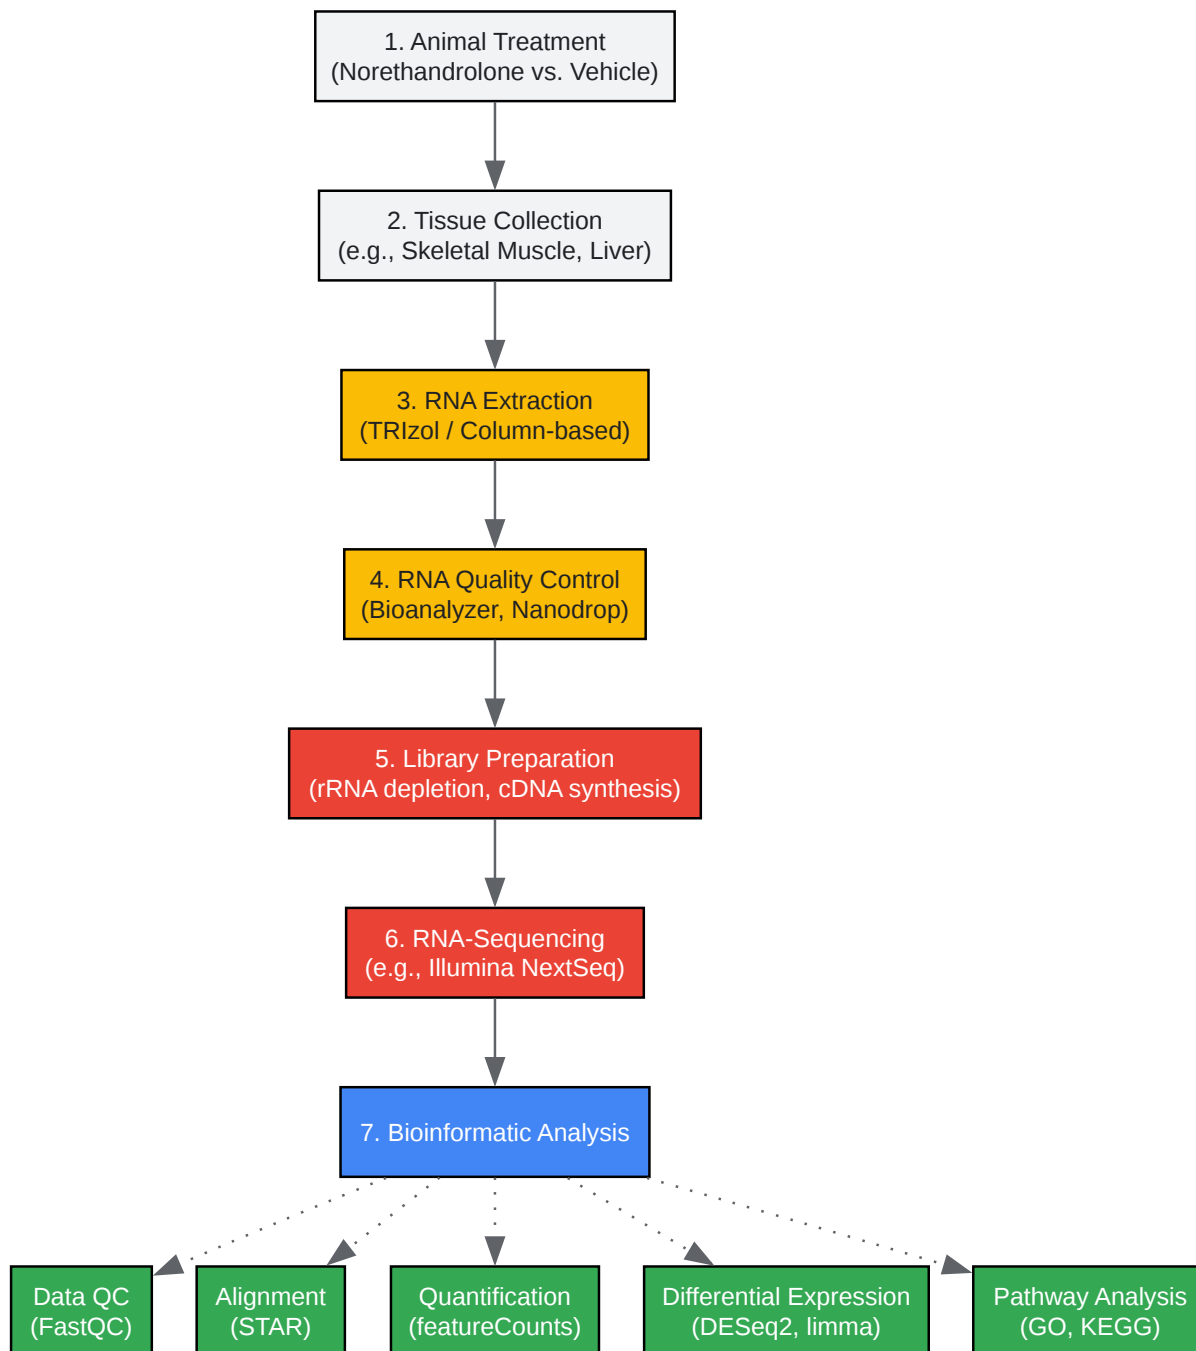 1. Animal Treatment
(Norethandrolone vs. Vehicle)
2. Tissue Collection
(e.g., Skeletal Muscle, Liver)
3. RNA Extraction
(TRIzol / Column-based)
4. RNA Quality Control
(Bioanalyzer, Nanodrop)
5. Library Preparation
(rRNA depletion, cDNA synthesis)
6. RNA-Sequencing
(e.g., Illumina NextSeq)
7. Bioinformatic Analysis
Data QC
(FastQC)
Alignment
(STAR)
Quantification
(featureCounts)
Differential Expression
(DESeq2, limma)
Pathway Analysis
(GO, KEGG)